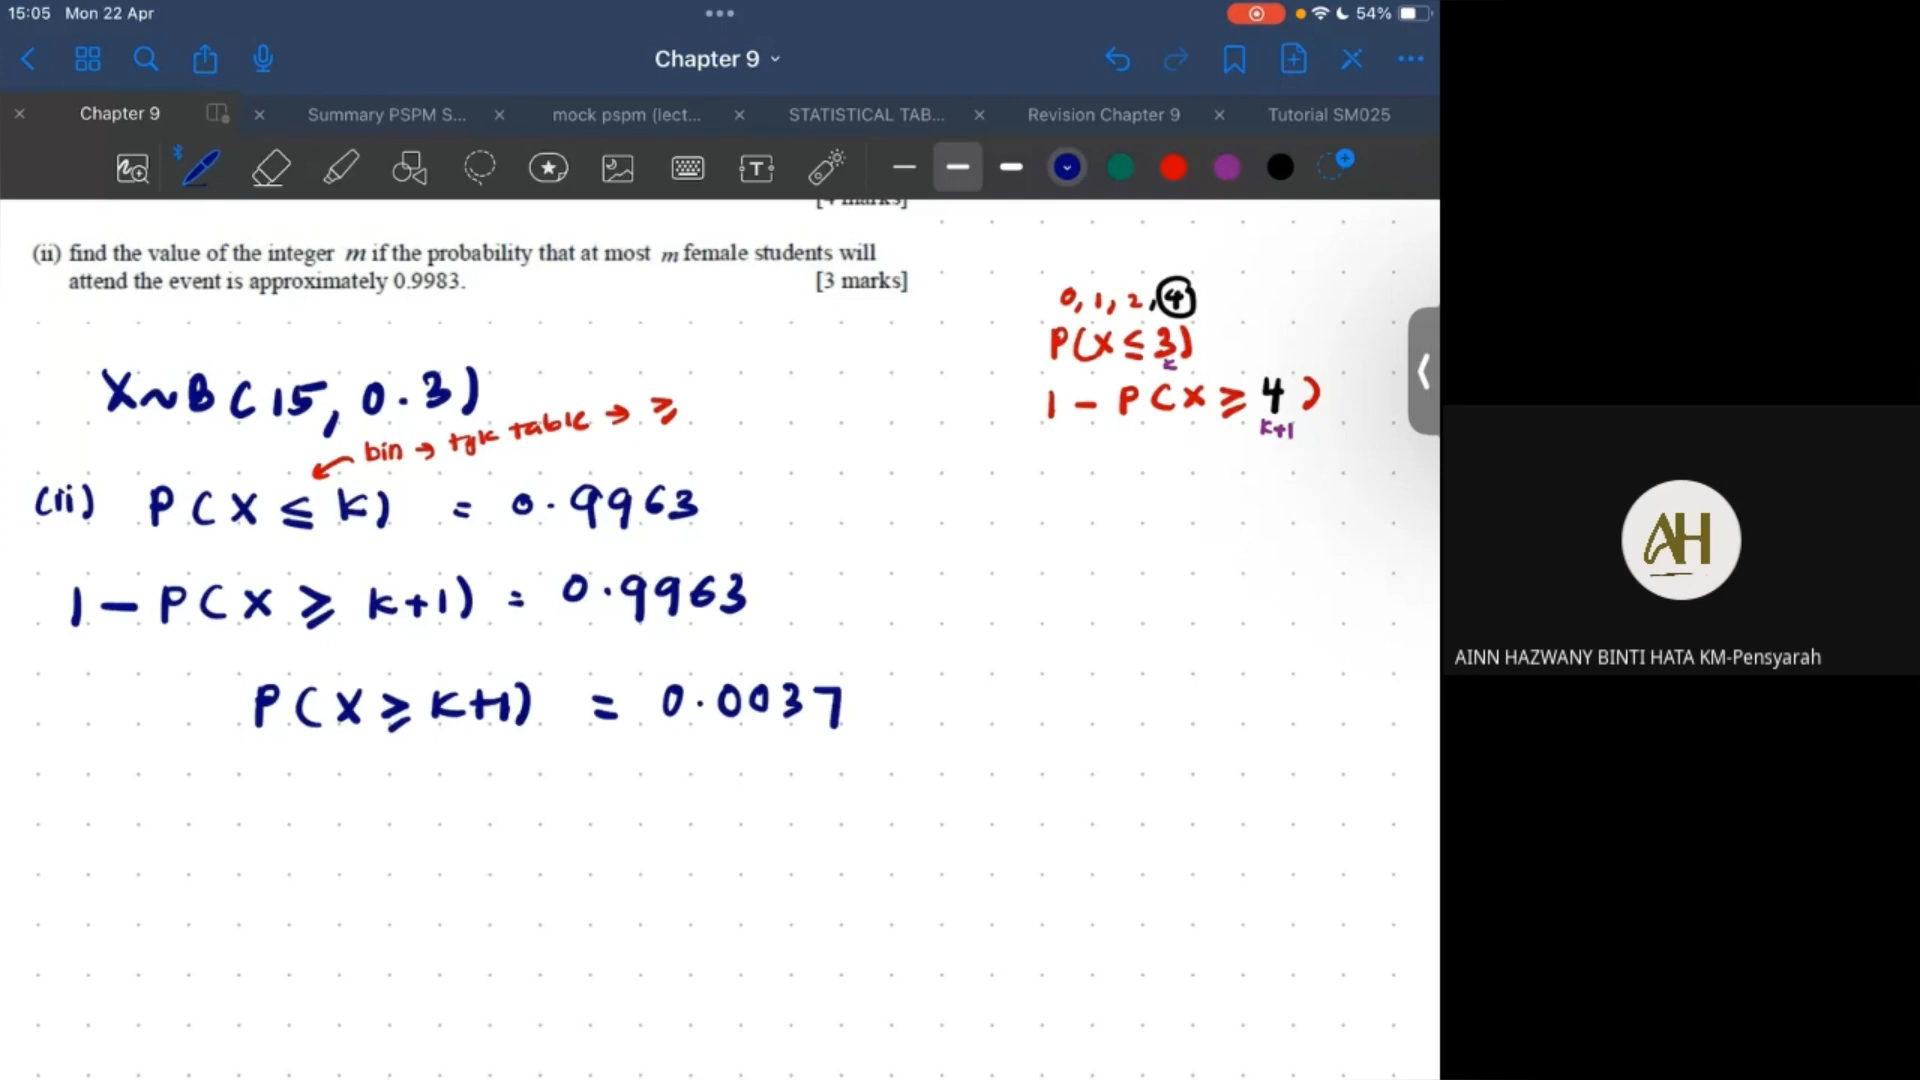 15:05 Mon 22 Apr
54%
Chapter 9
Chapter 9
Summary PSPM S...
mock pspm (lect...
STATISTICAL TAB...
Revision Chapter 9
Tutorial SM025
[4 marks]
(ii) find the value of the integer m if the probability that at most m female students will
attend the event is approximately 0.9983. [3 marks]
0, 1, 2, 4
P(X ≤ 3)
k
1 - P(X ≥ 4)
k+1
X~B(15, 0.3)
bin → tgk table → ≥
(ii) P(X ≤ k) = 0.9963
1 - P(X ≥ k+1) = 0.9963
P(X ≥ k+1) = 0.0037
AH
AINN HAZWANY BINTI HATA KM-Pensyarah